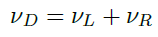 ν_D = ν_L + ν_R